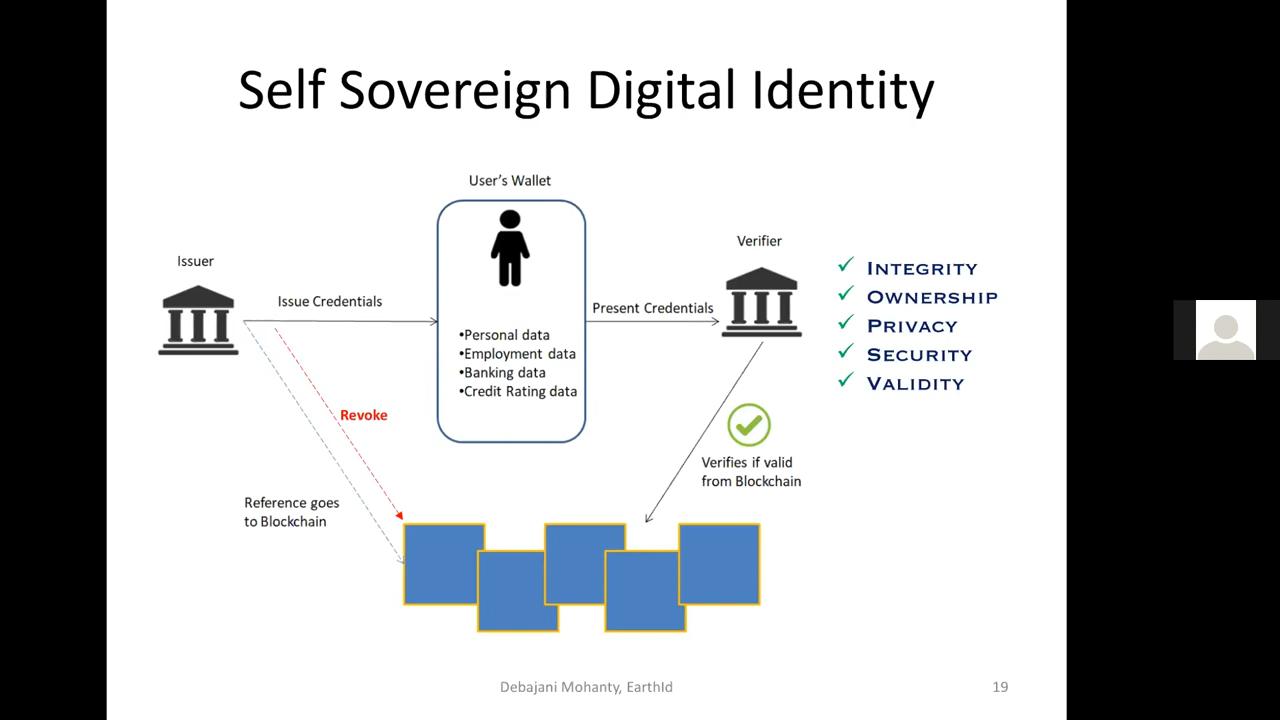 Self Sovereign Digital Identity
User's Wallet
Issuer
Verifier
Issue Credentials
Present Credentials
•Personal data
•Employment data
•Banking data
•Credit Rating data
✓ INTEGRITY
✓ OWNERSHIP
✓ PRIVACY
✓ SECURITY
✓ VALIDITY
Revoke
Verifies if valid
from Blockchain
Reference goes
to Blockchain
Debajani Mohanty, EarthId
19